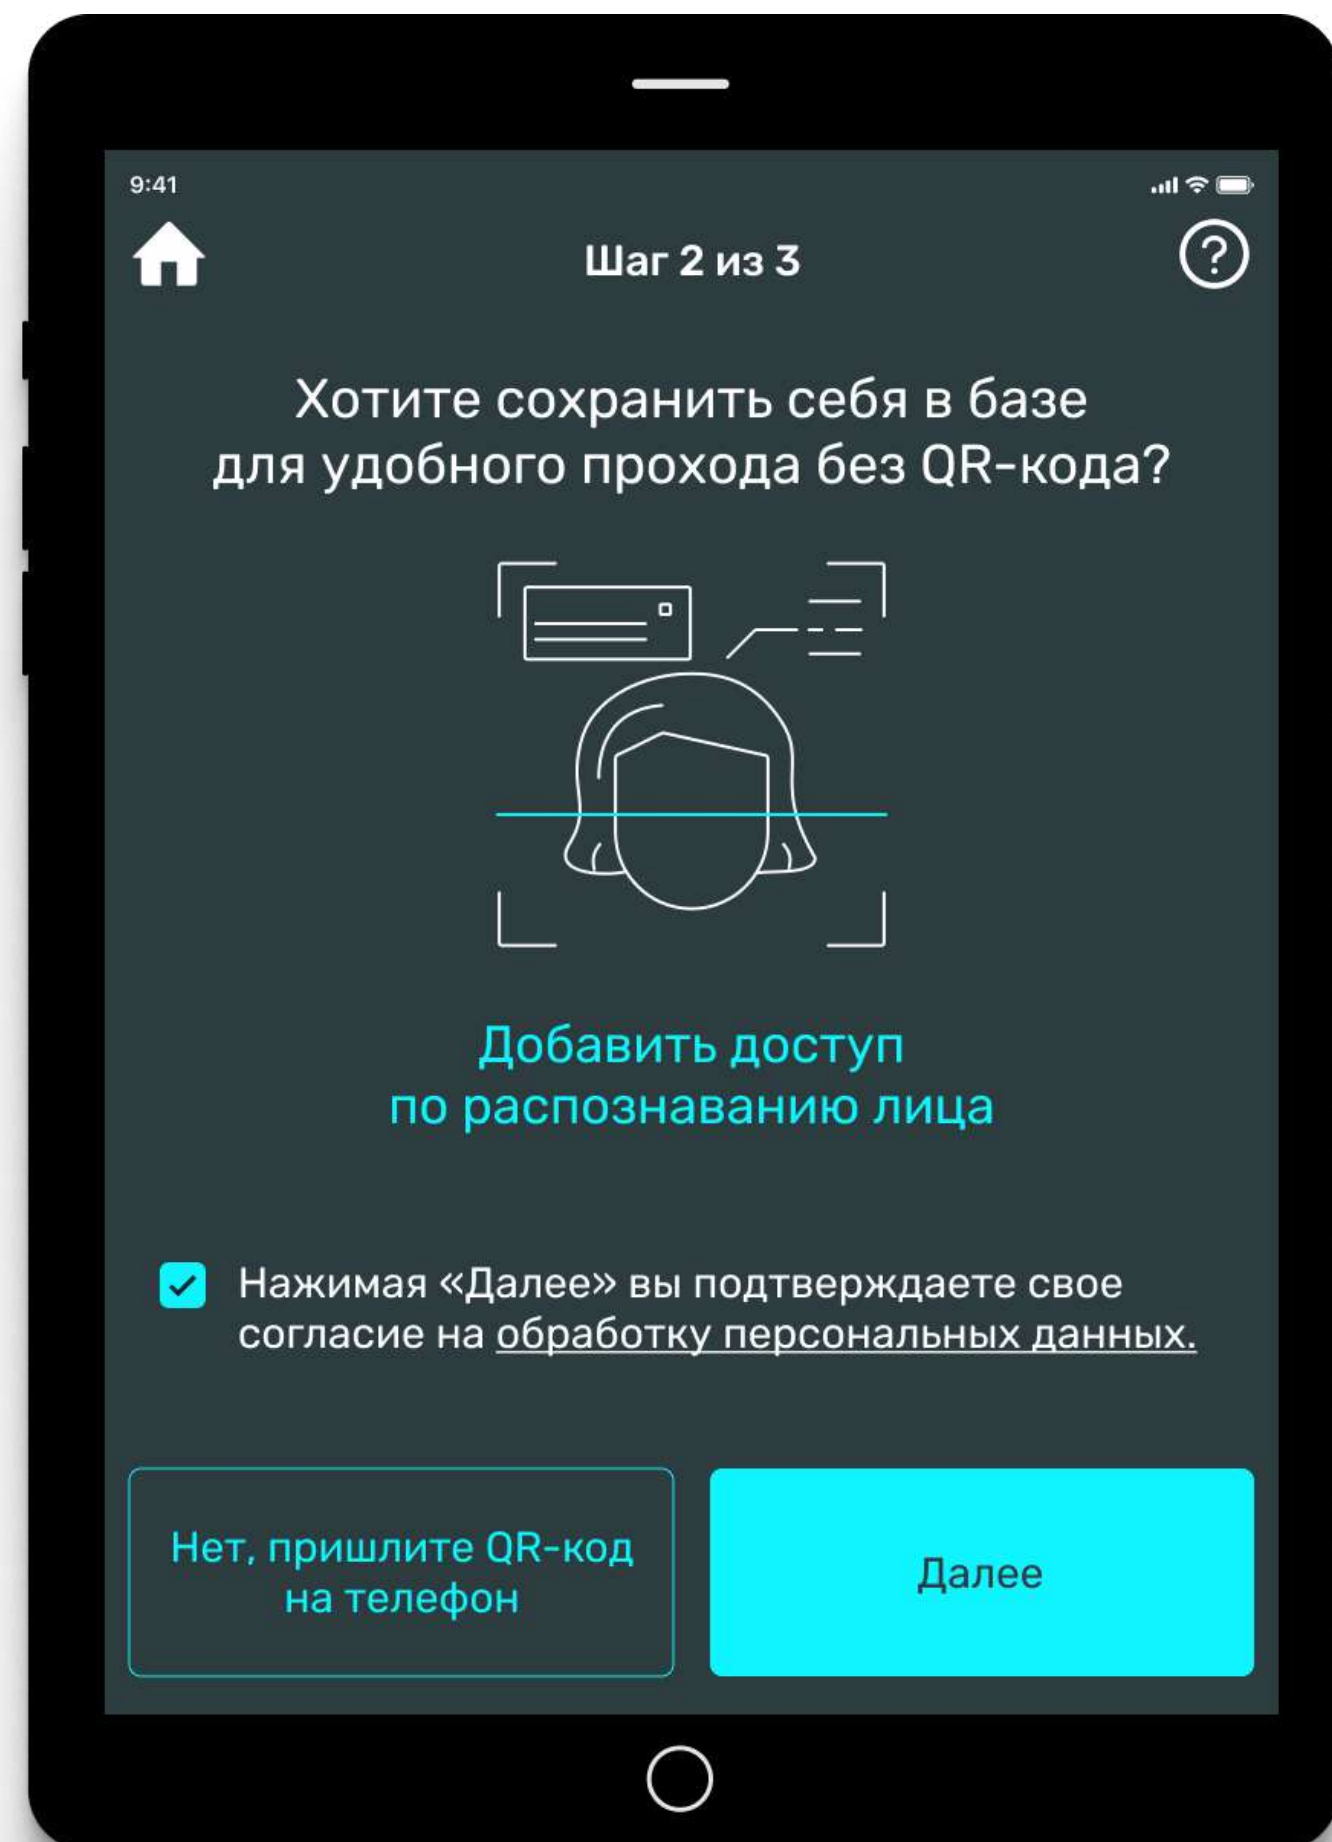 9:41
Шаг 2 из 3
?
Хотите сохранить себя в базе
для удобного прохода без QR-кода?
Добавить доступ
по распознаванию лица
Нажимая «Далее» вы подтверждаете свое
согласие на обработку персональных данных.
Нет, пришлите QR-код
на телефон
Далее